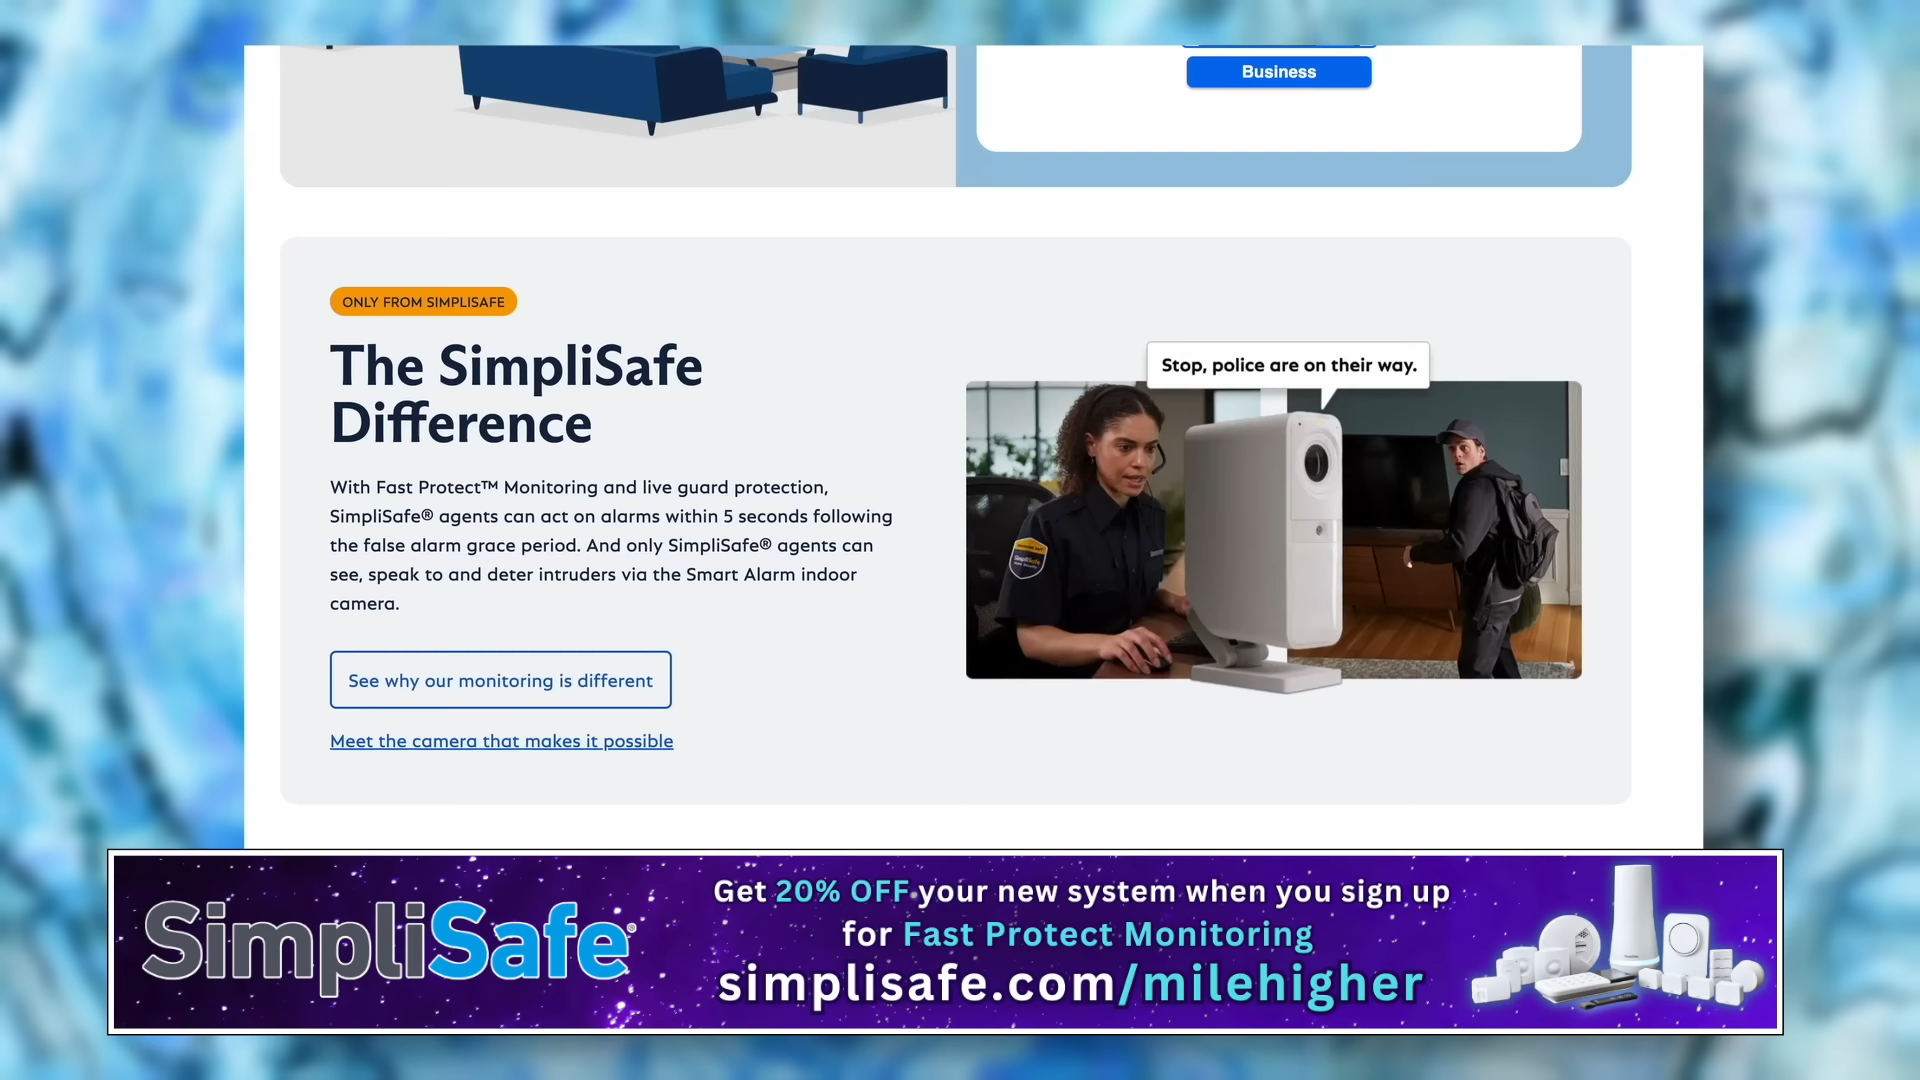 Business
ONLY FROM SIMPLISAFE
The SimpliSafe
Difference
With Fast Protect™ Monitoring and live guard protection,
SimpliSafe® agents can act on alarms within 5 seconds following
the false alarm grace period. And only SimpliSafe® agents can
see, speak to and deter intruders via the Smart Alarm indoor
camera.
See why our monitoring is different
Meet the camera that makes it possible
Stop, police are on their way.
SimpliSafe®
Get 20% OFF your new system when you sign up
for Fast Protect Monitoring
simplisafe.com/milehigher